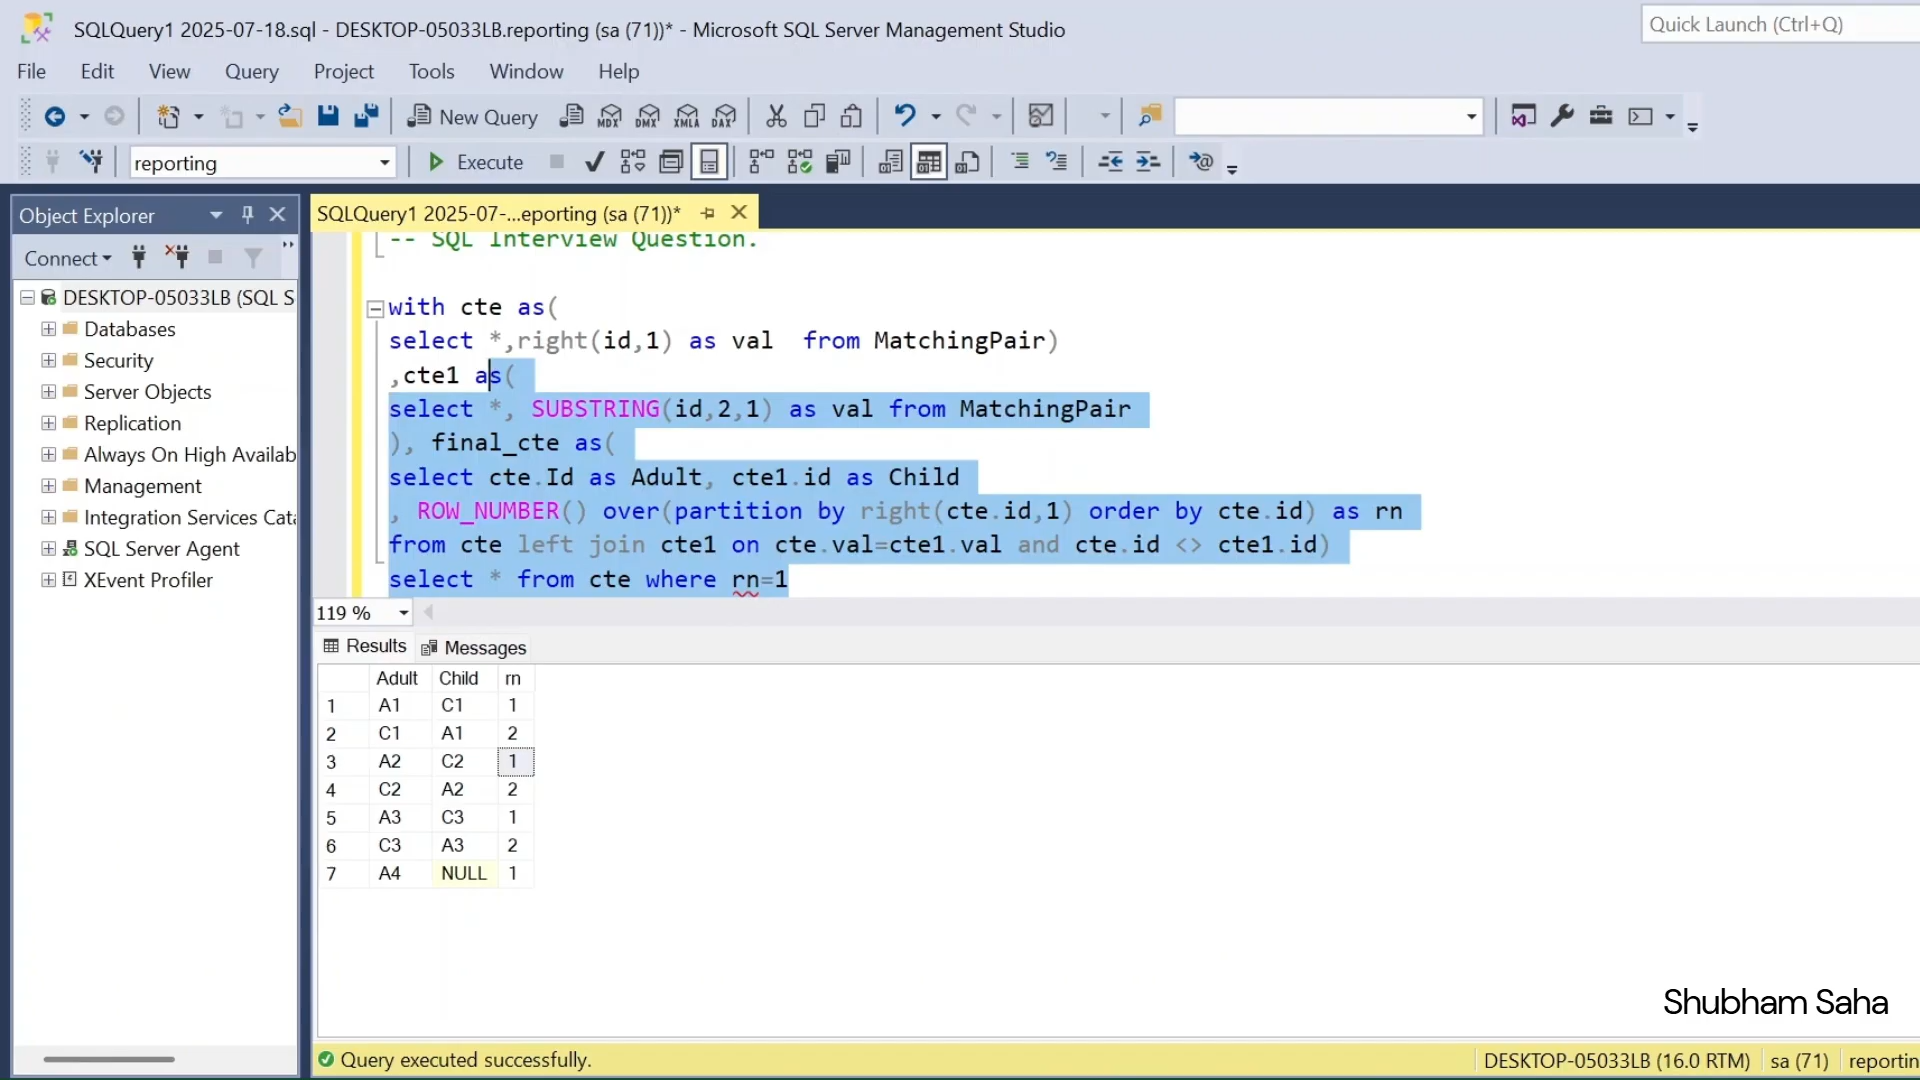 SQLQuery1 2025-07-18.sql - DESKTOP-05033LB.reporting (sa (71))* - Microsoft SQL Server Management Studio
Quick Launch (Ctrl+Q)
File Edit View Query Project Tools Window Help
New Query MDX DMX XMLA DAX
reporting Execute
Object Explorer
SQLQuery1 2025-07-...eporting (sa (71))*
Connect
DESKTOP-05033LB (SQL S
Databases
Security
Server Objects
Replication
Always On High Availab
Management
Integration Services Cata
SQL Server Agent
XEvent Profiler
-- SQL Interview Question.
with cte as(
select *,right(id,1) as val  from MatchingPair)
,cte1 as(
select *, SUBSTRING(id,2,1) as val from MatchingPair
), final_cte as(
select cte.Id as Adult, cte1.id as Child
, ROW_NUMBER() over(partition by right(cte.id,1) order by cte.id) as rn
from cte left join cte1 on cte.val=cte1.val and cte.id <> cte1.id)
select * from cte where rn=1
119 %
Results Messages
Adult Child rn
1 A1 C1 1
2 C1 A1 2
3 A2 C2 1
4 C2 A2 2
5 A3 C3 1
6 C3 A3 2
7 A4 NULL 1
Shubham Saha
Query executed successfully.
DESKTOP-05033LB (16.0 RTM) sa (71) reportin